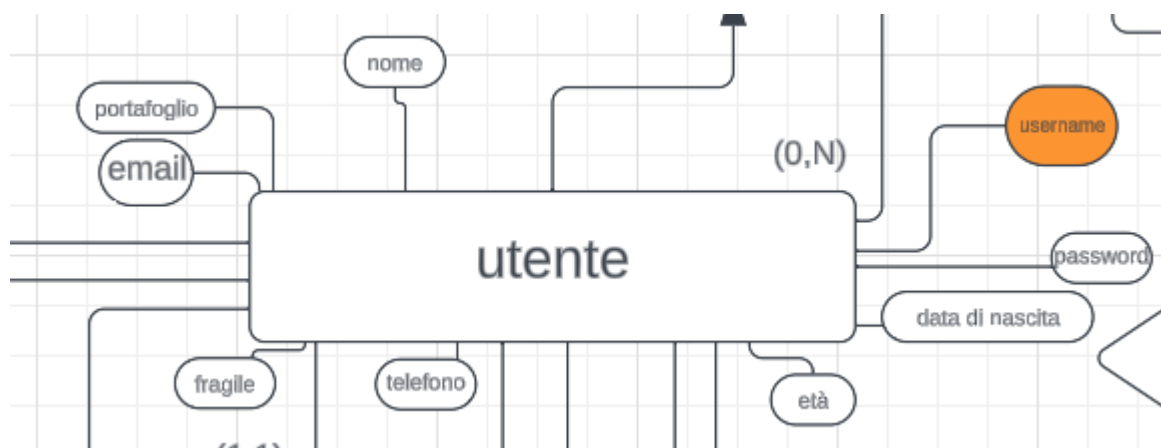 nome
portafoglio
email
(0,N)
username
utente
password
data di nascita
fragile
telefono
età